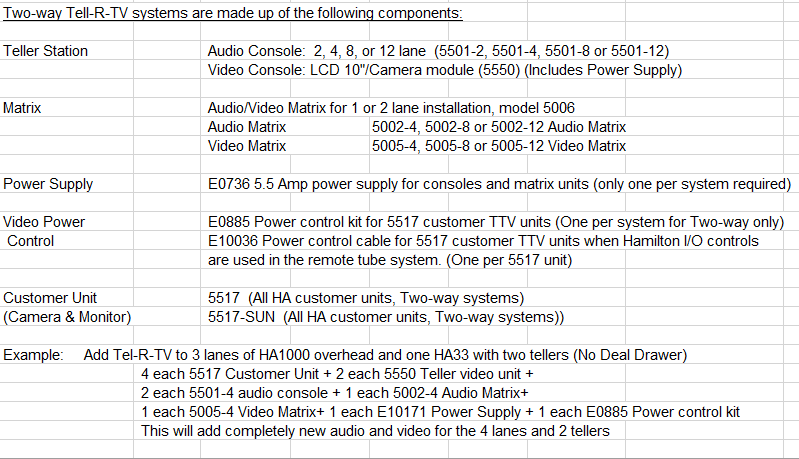 Two-way Tell-R-TV systems are made up of the following components:
Teller Station Audio Console: 2, 4, 8, or 12 lane (5501-2, 5501-4, 5501-8 or 5501-12)
Video Console: LCD 10"/Camera module (5550) (Includes Power Supply)
Matrix Audio/Video Matrix for 1 or 2 lane installation, model 5006
Audio Matrix 5002-4, 5002-8 or 5002-12 Audio Matrix
Video Matrix 5005-4, 5005-8 or 5005-12 Video Matrix
Power Supply E0736 5.5 Amp power supply for consoles and matrix units (only one per system required)
Video Power E0885 Power control kit for 5517 customer TTV units (One per system for Two-way only)
Control E10036 Power control cable for 5517 customer TTV units when Hamilton I/O controls
are used in the remote tube system. (One per 5517 unit)
Customer Unit 5517 (All HA customer units, Two-way systems)
(Camera & Monitor) 5517-SUN (All HA customer units, Two-way systems))
Example: Add Tel-R-TV to 3 lanes of HA1000 overhead and one HA33 with two tellers (No Deal Drawer)
4 each 5517 Customer Unit + 2 each 5550 Teller video unit +
2 each 5501-4 audio console + 1 each 5002-4 Audio Matrix+
1 each 5005-4 Video Matrix+ 1 each E10171 Power Supply + 1 each E0885 Power control kit
This will add completely new audio and video for the 4 lanes and 2 tellers